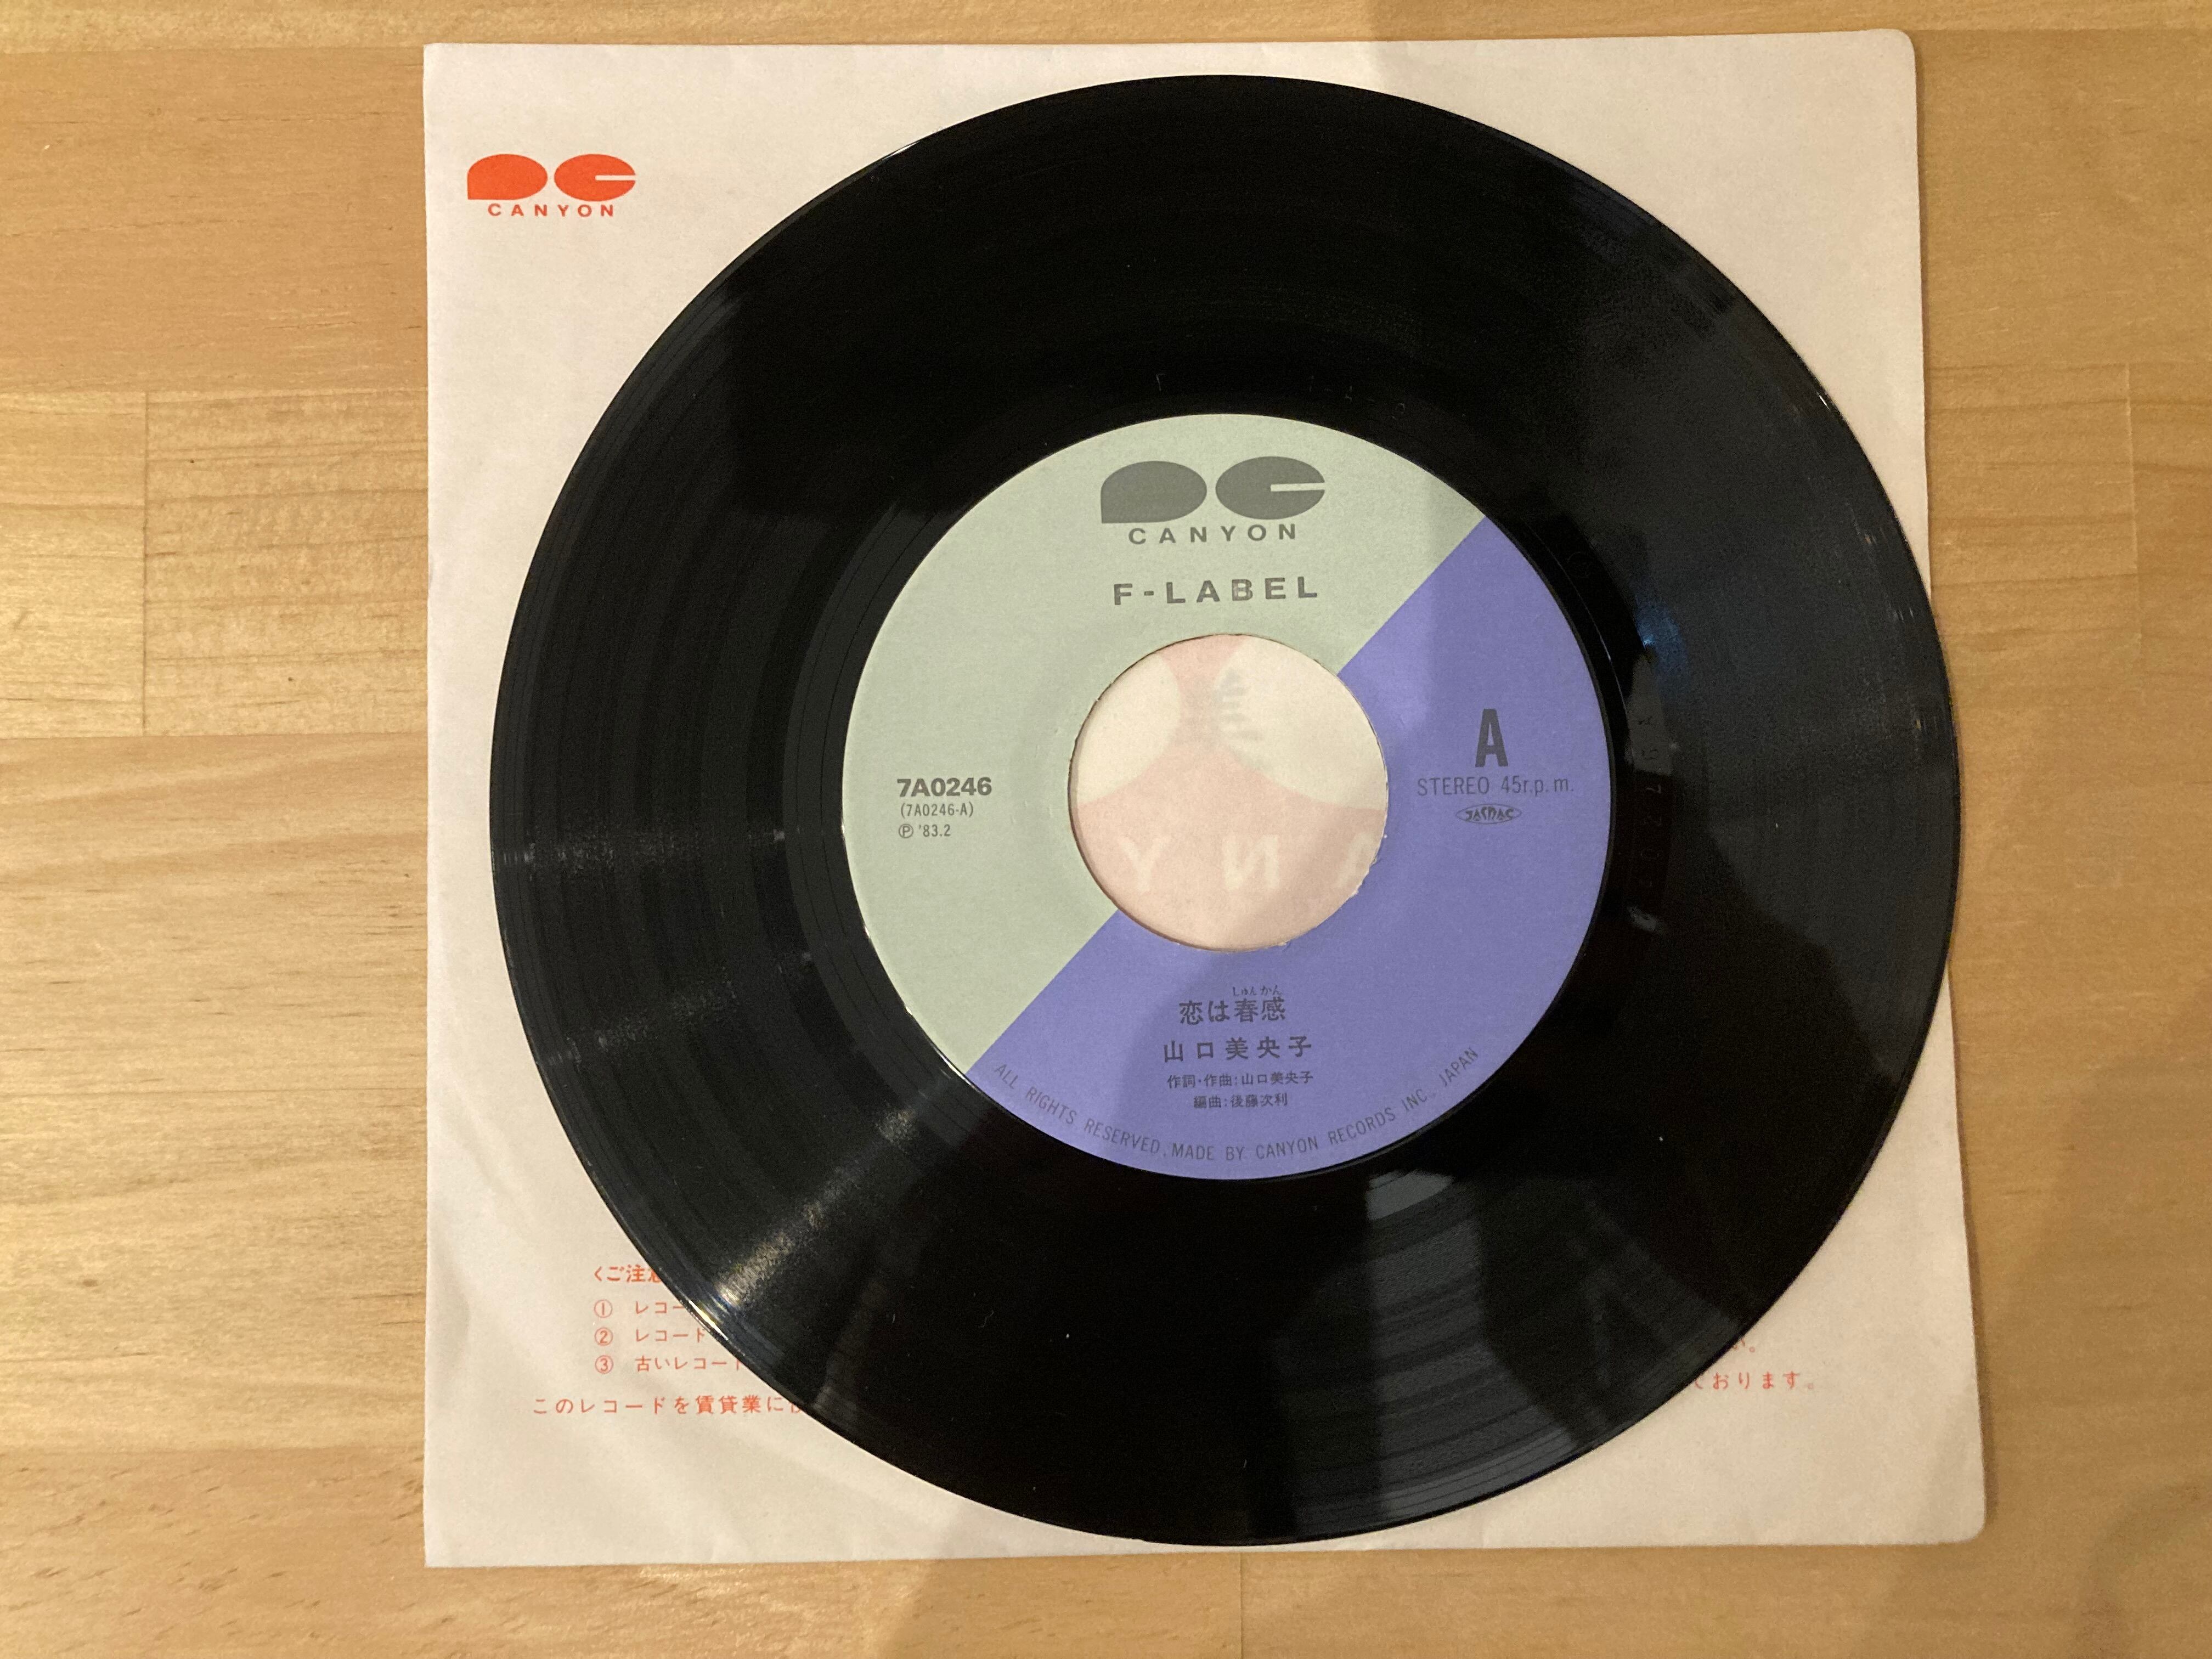 CANYON
CANYON
F-LABEL
A
7A0246
STEREO 45r.p.m.
(7A0246-A)
JASRAC
Ⓟ '83.2
美
しゅんかん
恋は春感
山口美央子
作詞・作曲:山口美央子
編曲:後藤次利
ALL RIGHTS RESERVED, MADE BY CANYON RECORDS INC., JAPAN
<ご注意
① レコー
② レコード
③ 古いレコード
ております。
このレコードを賃貸業に